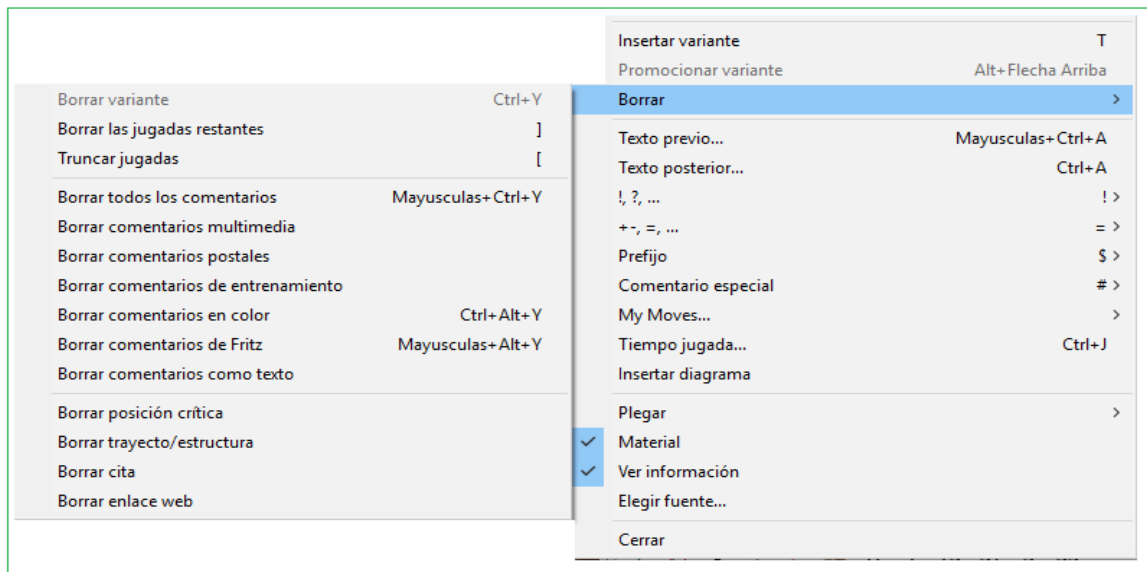 Insertar variante T
Promocionar variante Alt+Flecha Arriba
Borrar >
Texto previo... Mayusculas+Ctrl+A
Texto posterior... Ctrl+A
!, ?, ... ! >
+-, =, ... = >
Prefijo $ >
Comentario especial # >
My Moves... >
Tiempo jugada... Ctrl+J
Insertar diagrama
Plegar >
Material
Ver información
Elegir fuente...
Cerrar
Borrar variante Ctrl+Y
Borrar las jugadas restantes ]
Truncar jugadas [
Borrar todos los comentarios Mayusculas+Ctrl+Y
Borrar comentarios multimedia
Borrar comentarios postales
Borrar comentarios de entrenamiento
Borrar comentarios en color Ctrl+Alt+Y
Borrar comentarios de Fritz Mayusculas+Alt+Y
Borrar comentarios como texto
Borrar posición crítica
Borrar trayecto/estructura
Borrar cita
Borrar enlace web